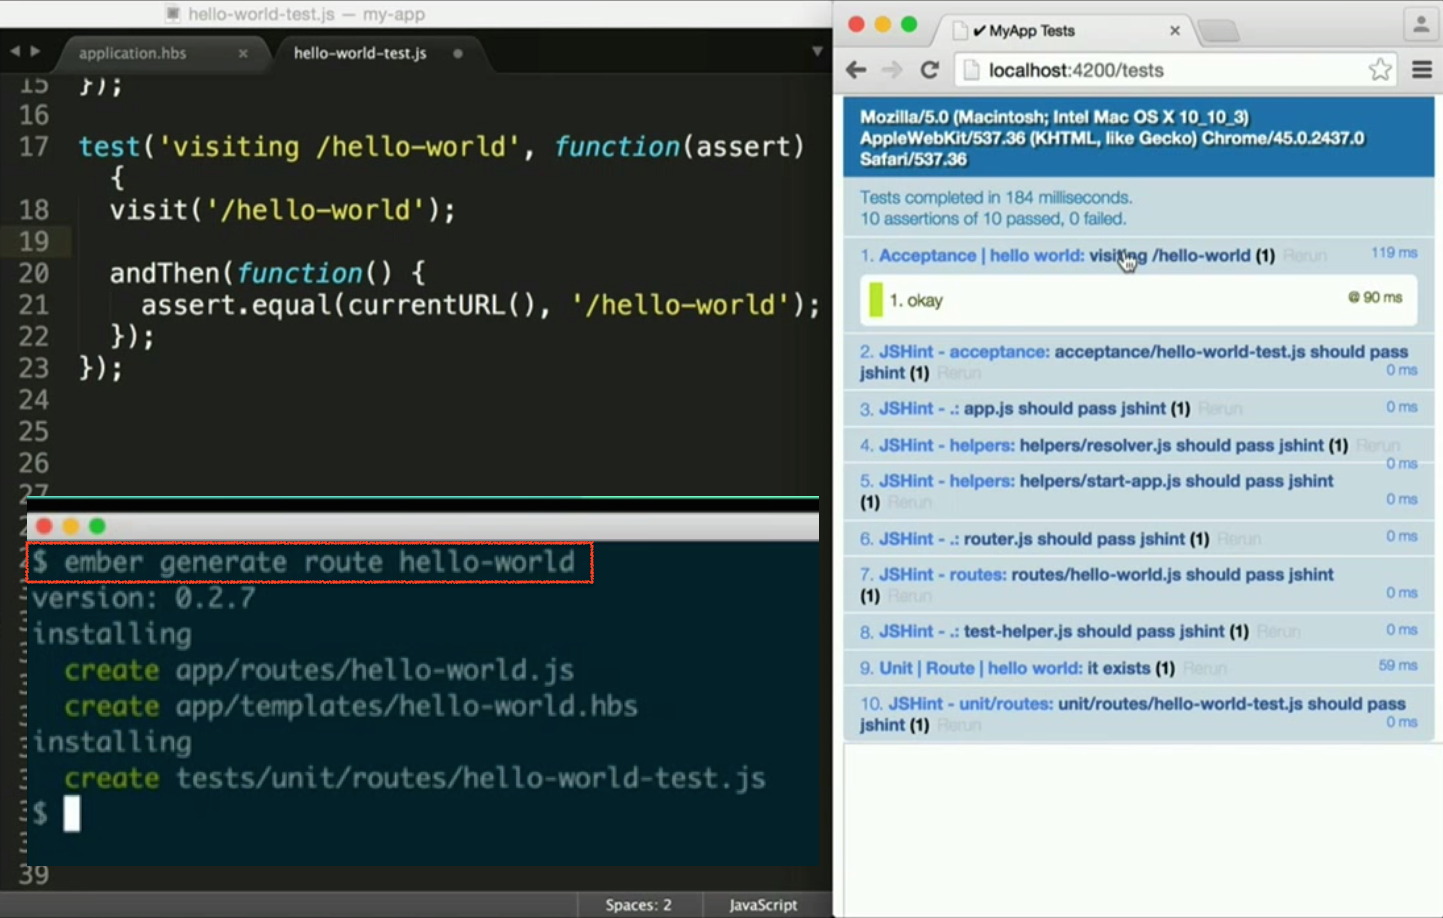 hello-world-test.js — my-app
application.hbs
hello-world-test.js
15 });
16
17 test('visiting /hello-world', function(assert)
{
18 visit('/hello-world');
19
20 andThen(function() {
21 assert.equal(currentURL(), '/hello-world');
22 });
23 });
24
25
26
27
$ ember generate route hello-world
version: 0.2.7
installing
create app/routes/hello-world.js
create app/templates/hello-world.hbs
installing
create tests/unit/routes/hello-world-test.js
$
39
Spaces: 2 JavaScript
✔ MyApp Tests
localhost:4200/tests
Mozilla/5.0 (Macintosh; Intel Mac OS X 10_10_3)
AppleWebKit/537.36 (KHTML, like Gecko) Chrome/45.0.2437.0
Safari/537.36
Tests completed in 184 milliseconds.
10 assertions of 10 passed, 0 failed.
1. Acceptance | hello world: visiting /hello-world (1) Rerun 119 ms
1. okay @ 90 ms
2. JSHint - acceptance: acceptance/hello-world-test.js should pass
jshint (1) Rerun 0 ms
3. JSHint - .: app.js should pass jshint (1) Rerun 0 ms
4. JSHint - helpers: helpers/resolver.js should pass jshint (1) Rerun
0 ms
5. JSHint - helpers: helpers/start-app.js should pass jshint
(1) Rerun 0 ms
6. JSHint - .: router.js should pass jshint (1) Rerun 0 ms
7. JSHint - routes: routes/hello-world.js should pass jshint
(1) Rerun 0 ms
8. JSHint - .: test-helper.js should pass jshint (1) Rerun 0 ms
9. Unit | Route | hello world: it exists (1) Rerun 59 ms
10. JSHint - unit/routes: unit/routes/hello-world-test.js should pass
jshint (1) Rerun 0 ms